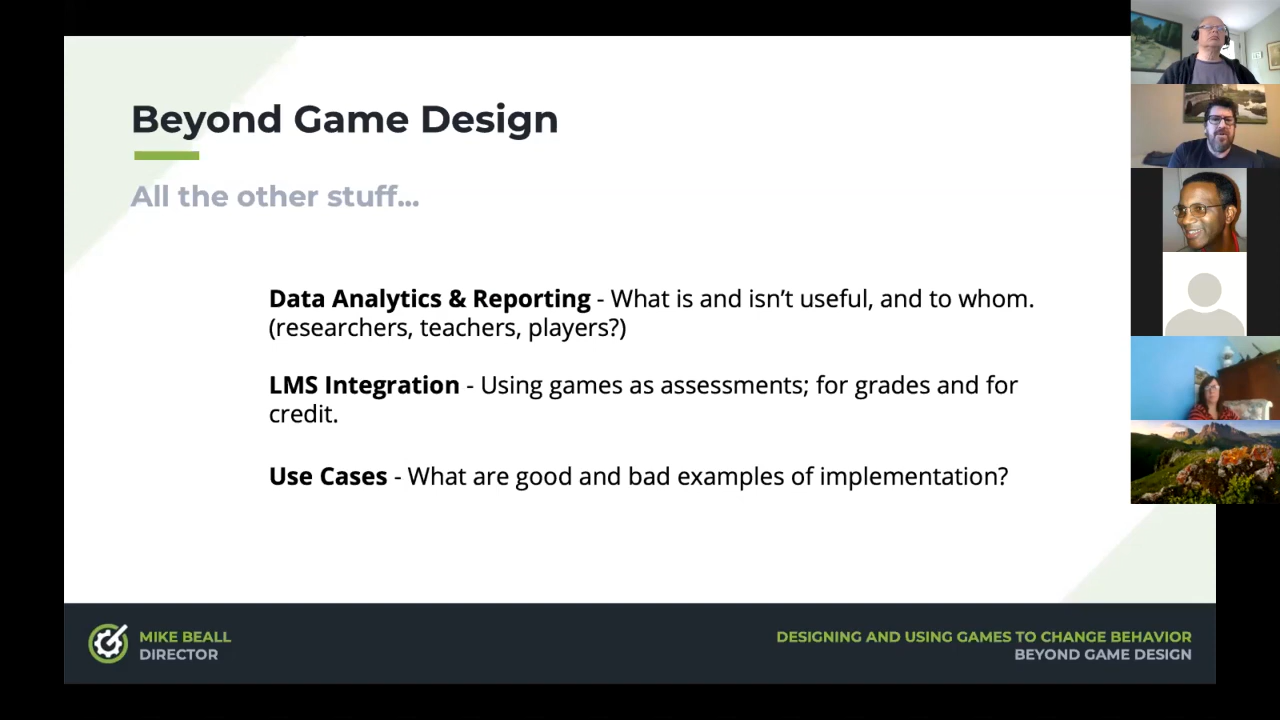 Beyond Game Design
All the other stuff...
Data Analytics & Reporting - What is and isn’t useful, and to whom.
(researchers, teachers, players?)
LMS Integration - Using games as assessments; for grades and for
credit.
Use Cases - What are good and bad examples of implementation?
MIKE BEALL
DIRECTOR
DESIGNING AND USING GAMES TO CHANGE BEHAVIOR
BEYOND GAME DESIGN